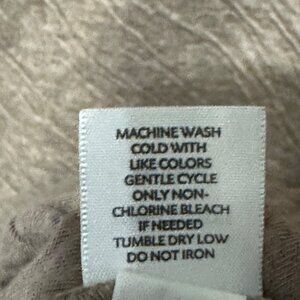 MACHINE WASH
COLD WITH
LIKE COLORS
GENTLE CYCLE
ONLY NON-
CHLORINE BLEACH
IF NEEDED
TUMBLE DRY LOW
DO NOT IRON